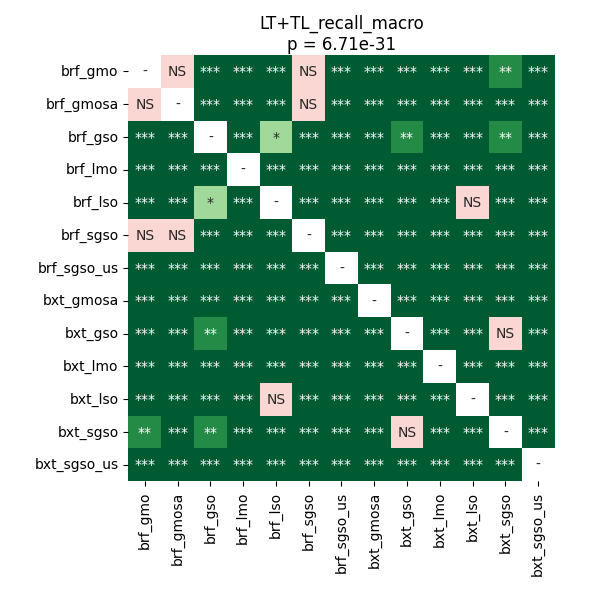 LT+TL_recall_macro
p = 6.71e-31
brf_gmo - NS *** *** *** NS *** *** *** *** *** ** ***
brf_gmosa NS - *** *** *** NS *** *** *** *** *** *** ***
brf_gso *** *** - *** * *** *** *** ** *** *** ** ***
brf_lmo *** *** *** - *** *** *** *** *** *** *** *** ***
brf_lso *** *** * *** - *** *** *** *** *** NS *** ***
brf_sgso NS NS *** *** *** - *** *** *** *** *** *** ***
brf_sgso_us *** *** *** *** *** *** - *** *** *** *** *** ***
bxt_gmosa *** *** *** *** *** *** *** - *** *** *** *** ***
bxt_gso *** *** ** *** *** *** *** *** - *** *** NS ***
bxt_lmo *** *** *** *** *** *** *** *** *** - *** *** ***
bxt_lso *** *** *** *** NS *** *** *** *** *** - *** ***
bxt_sgso ** *** ** *** *** *** *** *** NS *** *** - ***
bxt_sgso_us *** *** *** *** *** *** *** *** *** *** *** *** -
brf_gmo
brf_gmosa
brf_gso
brf_lmo
brf_lso
brf_sgso
brf_sgso_us
bxt_gmosa
bxt_gso
bxt_lmo
bxt_lso
bxt_sgso
bxt_sgso_us